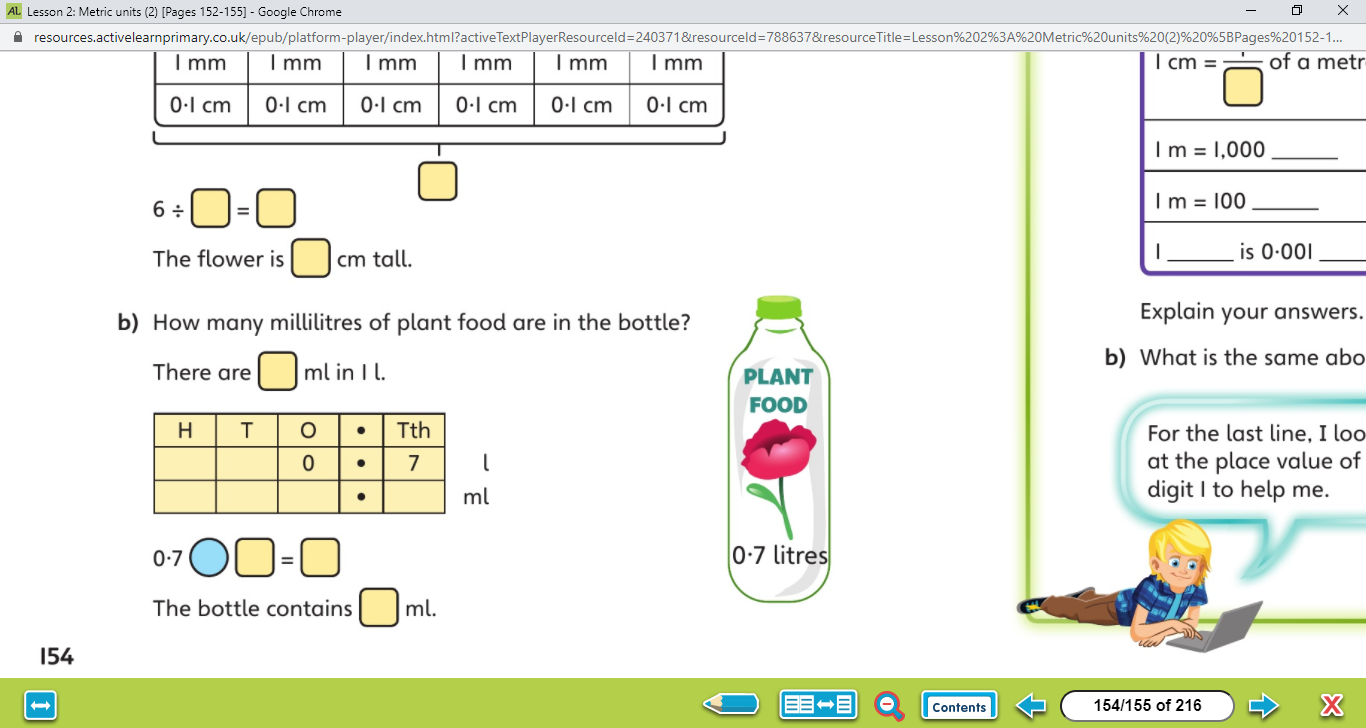 Lesson 2: Metric units (2) [Pages 152-155] - Google Chrome
resources.activelearnprimary.co.uk/epub/platform-player/index.html?activeTextPlayerResourceId=240371&resourceId=788637&resourceTitle=Lesson%202%3A%20Metric%20units%20(2)%20%5BPages%20152-1...
1 mm 1 mm 1 mm 1 mm 1 mm 1 mm
0·1 cm 0·1 cm 0·1 cm 0·1 cm 0·1 cm 0·1 cm
6 ÷ =
The flower is cm tall.
b) How many millilitres of plant food are in the bottle?
There are ml in 1 l.
H T O • Tth
0 • 7 l
• ml
0·7 =
The bottle contains ml.
154
PLANT
FOOD
0·7 litres
1 cm = of a metr
1 m = 1,000 ______
1 m = 100 ______
1 ______ is 0·001 ____
Explain your answers.
b) What is the same abo
For the last line, I loo
at the place value of
digit 1 to help me.
Contents
154/155 of 216
X